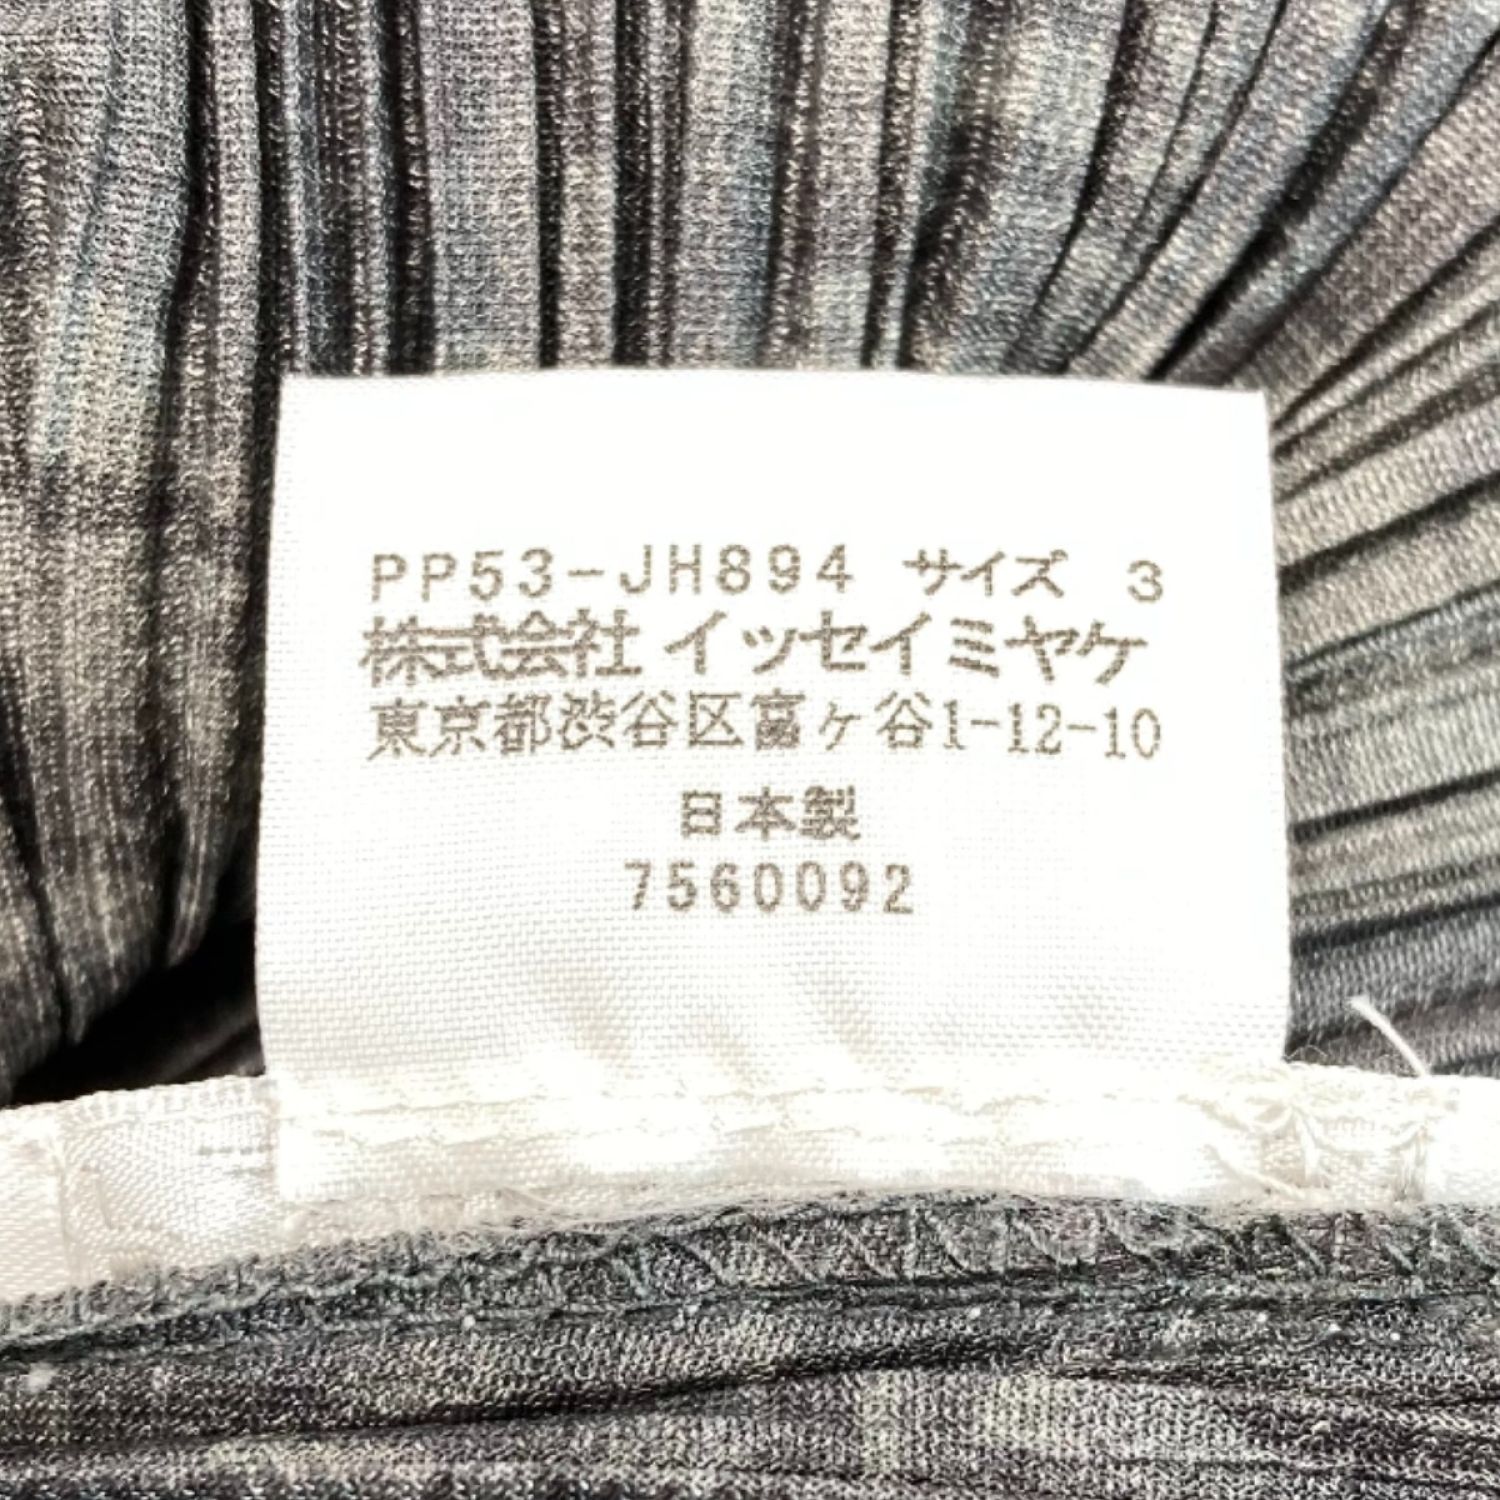 PP53-JH894 サイズ 3
株式会社 イッセイミヤケ
東京都渋谷区富ヶ谷1-12-10
日本製
7560092